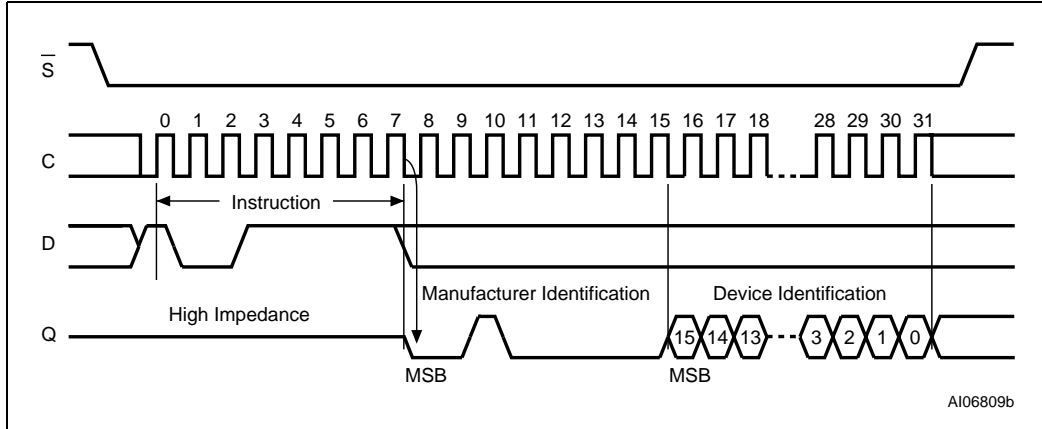 S
0 1 2 3 4 5 6 7 8 9 10 11 12 13 14 15 16 17 18 28 29 30 31
C
Instruction
D
Manufacturer Identification Device Identification
High Impedance
Q
15 14 13 3 2 1 0
MSB MSB
AI06809b